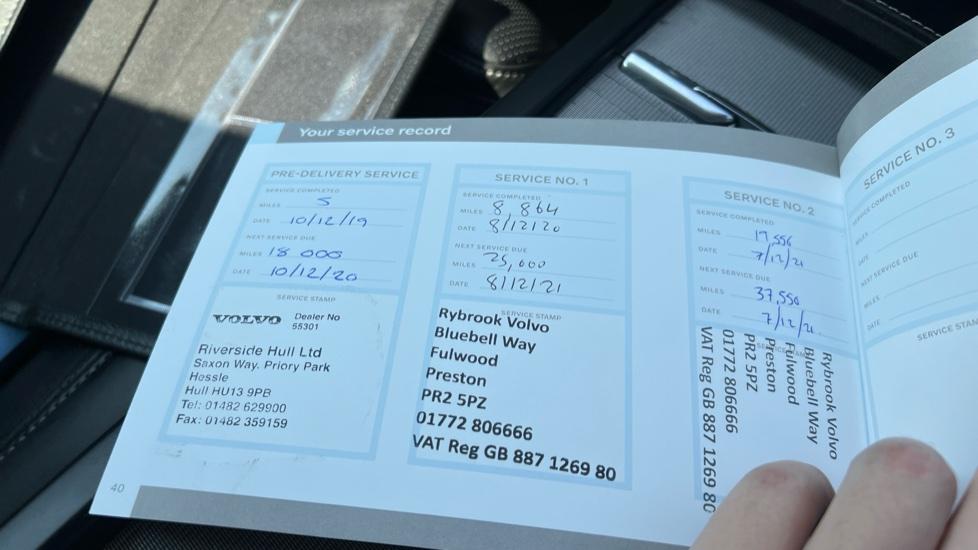 Your service record
PRE-DELIVERY SERVICE
SERVICE COMPLETED
MILES 5
DATE 10/12/19
NEXT SERVICE DUE
MILES 18 000
DATE 10/12/20
SERVICE STAMP
VOLVO Dealer No
55301
Riverside Hull Ltd
Saxon Way. Priory Park
Hessle
Hull HU13 9PB
Tel: 01482 629900
Fax: 01482 359159
40
SERVICE NO. 1
SERVICE COMPLETED
MILES 8,864
DATE 8/12/20
NEXT SERVICE DUE
MILES 25,000
DATE 8/12/21
SERVICE STAMP
Rybrook Volvo
Bluebell Way
Fulwood
Preston
PR2 5PZ
01772 806666
VAT Reg GB 887 1269 80
SERVICE NO. 2
SERVICE COMPLETED
MILES 17,556
DATE 7/12/21
NEXT SERVICE DUE
MILES 37,556
DATE 7/12/21
Rybrook Volvo
Bluebell Way
Fulwood
Preston
PR2 5PZ
01772 806666
VAT Reg GB 887 1269 80
SERVICE NO. 3
SERVICE COMPLETED
MILES
DATE
NEXT SERVICE DUE
MILES
DATE
SERVICE